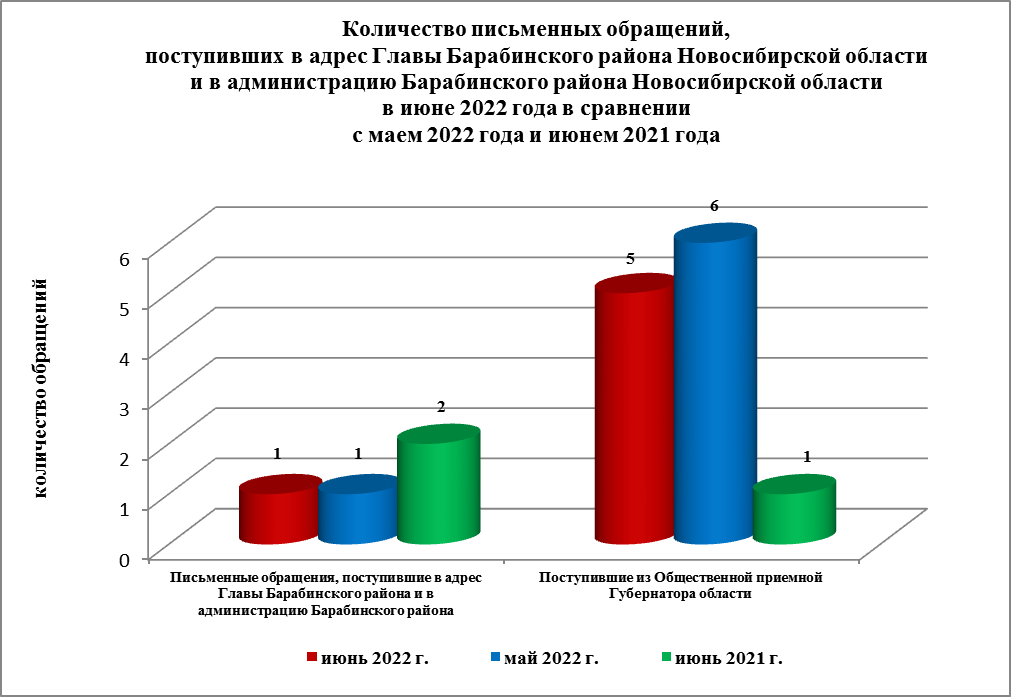 Количество письменных обращений,
поступивших в адрес Главы Барабинского района Новосибирской области
и в администрацию Барабинского района Новосибирской области
в июне 2022 года в сравнении
с маем 2022 года и июнем 2021 года
количество обращений
6
5
4
3
2
1
0
1
1
2
5
6
1
Письменные обращения, поступившие в адрес
Главы Барабинского района и в
администрацию Барабинского района
Поступившие из Общественной приемной
Губернатора области
июнь 2022 г.
май 2022 г.
июнь 2021 г.